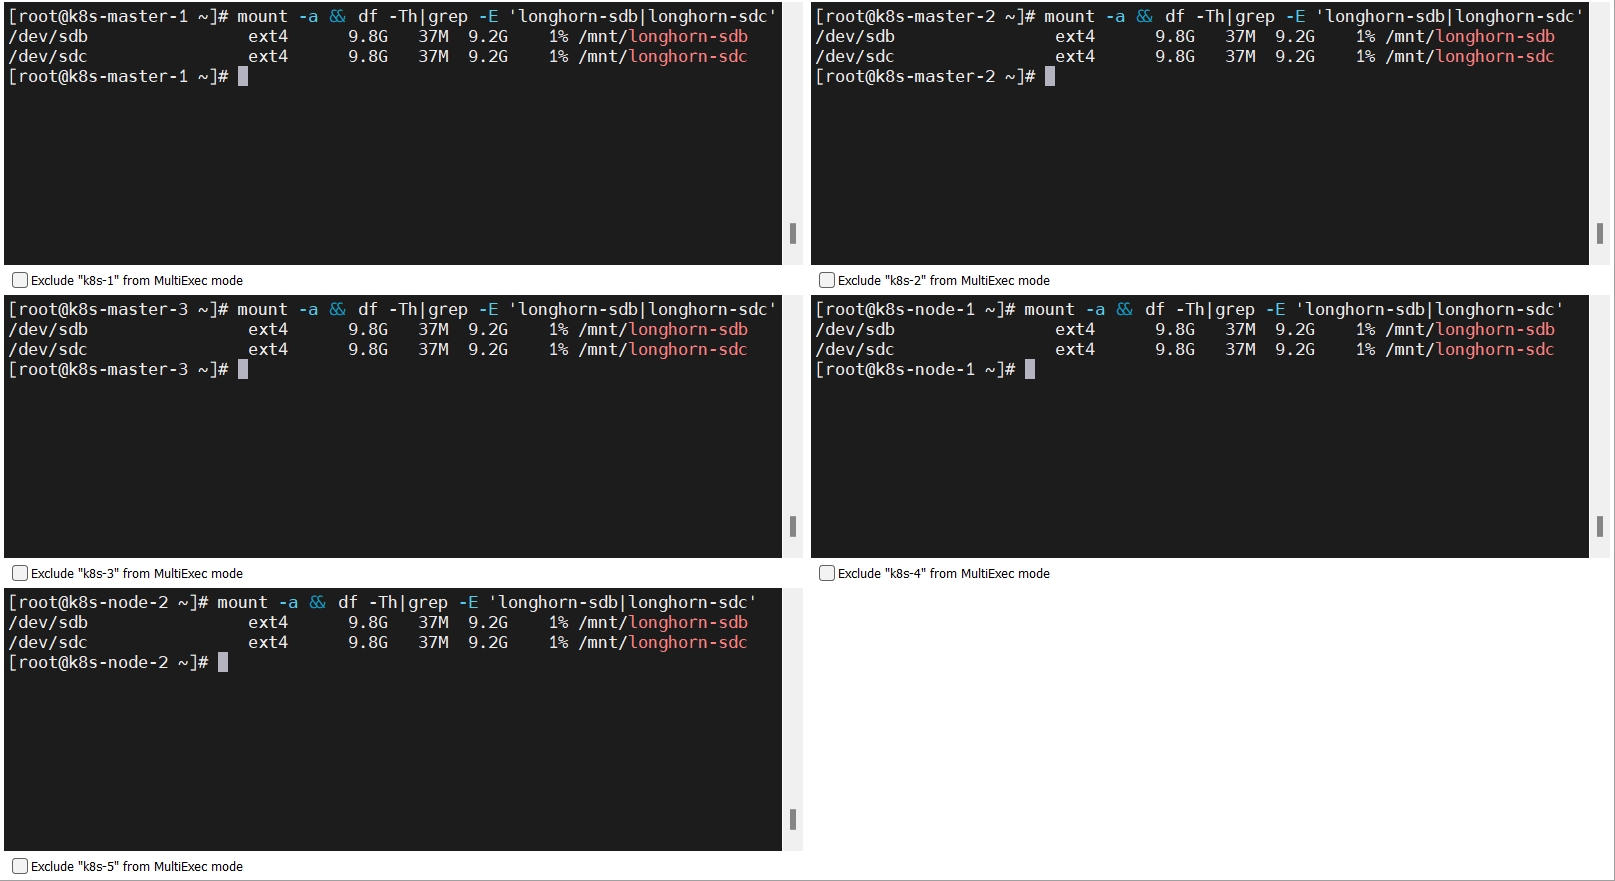 [root@k8s-master-1 ~]# mount -a && df -Th|grep -E 'longhorn-sdb|longhorn-sdc'
/dev/sdb                ext4      9.8G   37M  9.2G    1% /mnt/longhorn-sdb
/dev/sdc                ext4      9.8G   37M  9.2G    1% /mnt/longhorn-sdc
[root@k8s-master-1 ~]#
Exclude "k8s-1" from MultiExec mode
[root@k8s-master-2 ~]# mount -a && df -Th|grep -E 'longhorn-sdb|longhorn-sdc'
/dev/sdb                ext4      9.8G   37M  9.2G    1% /mnt/longhorn-sdb
/dev/sdc                ext4      9.8G   37M  9.2G    1% /mnt/longhorn-sdc
[root@k8s-master-2 ~]#
Exclude "k8s-2" from MultiExec mode
[root@k8s-master-3 ~]# mount -a && df -Th|grep -E 'longhorn-sdb|longhorn-sdc'
/dev/sdb                ext4      9.8G   37M  9.2G    1% /mnt/longhorn-sdb
/dev/sdc                ext4      9.8G   37M  9.2G    1% /mnt/longhorn-sdc
[root@k8s-master-3 ~]#
Exclude "k8s-3" from MultiExec mode
[root@k8s-node-1 ~]# mount -a && df -Th|grep -E 'longhorn-sdb|longhorn-sdc'
/dev/sdb                ext4      9.8G   37M  9.2G    1% /mnt/longhorn-sdb
/dev/sdc                ext4      9.8G   37M  9.2G    1% /mnt/longhorn-sdc
[root@k8s-node-1 ~]#
Exclude "k8s-4" from MultiExec mode
[root@k8s-node-2 ~]# mount -a && df -Th|grep -E 'longhorn-sdb|longhorn-sdc'
/dev/sdb                ext4      9.8G   37M  9.2G    1% /mnt/longhorn-sdb
/dev/sdc                ext4      9.8G   37M  9.2G    1% /mnt/longhorn-sdc
[root@k8s-node-2 ~]#
Exclude "k8s-5" from MultiExec mode